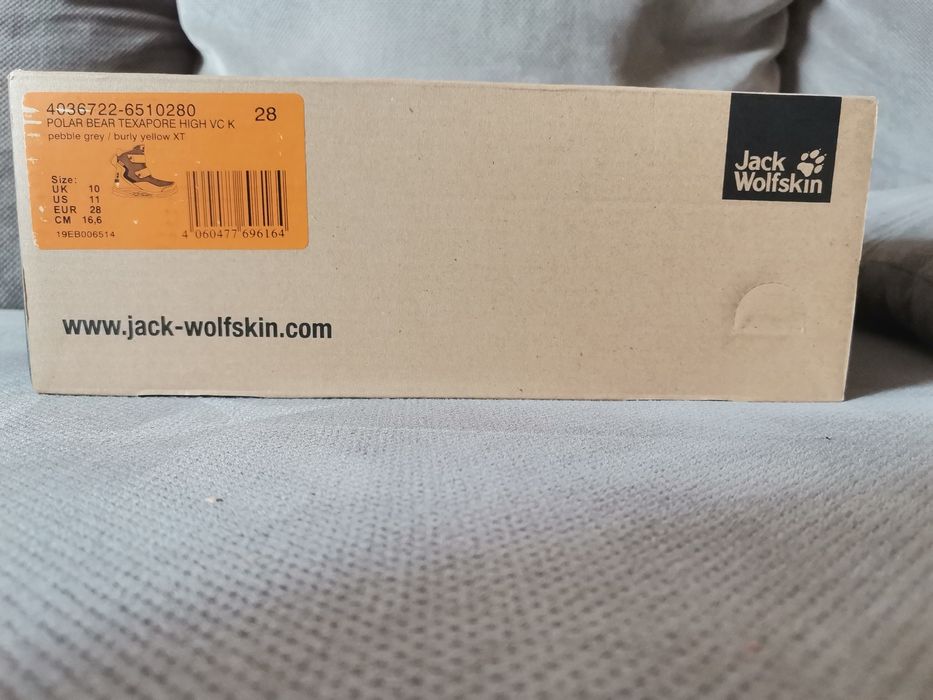 4036722-6510280
28
POLAR BEAR TEXAPORE HIGH VC K
pebble grey / burly yellow XT
Size:
UK 10
US 11
EUR 28
CM 16,6
19EB006514
4 060477 696164
Jack
Wolfskin
www.jack-wolfskin.com